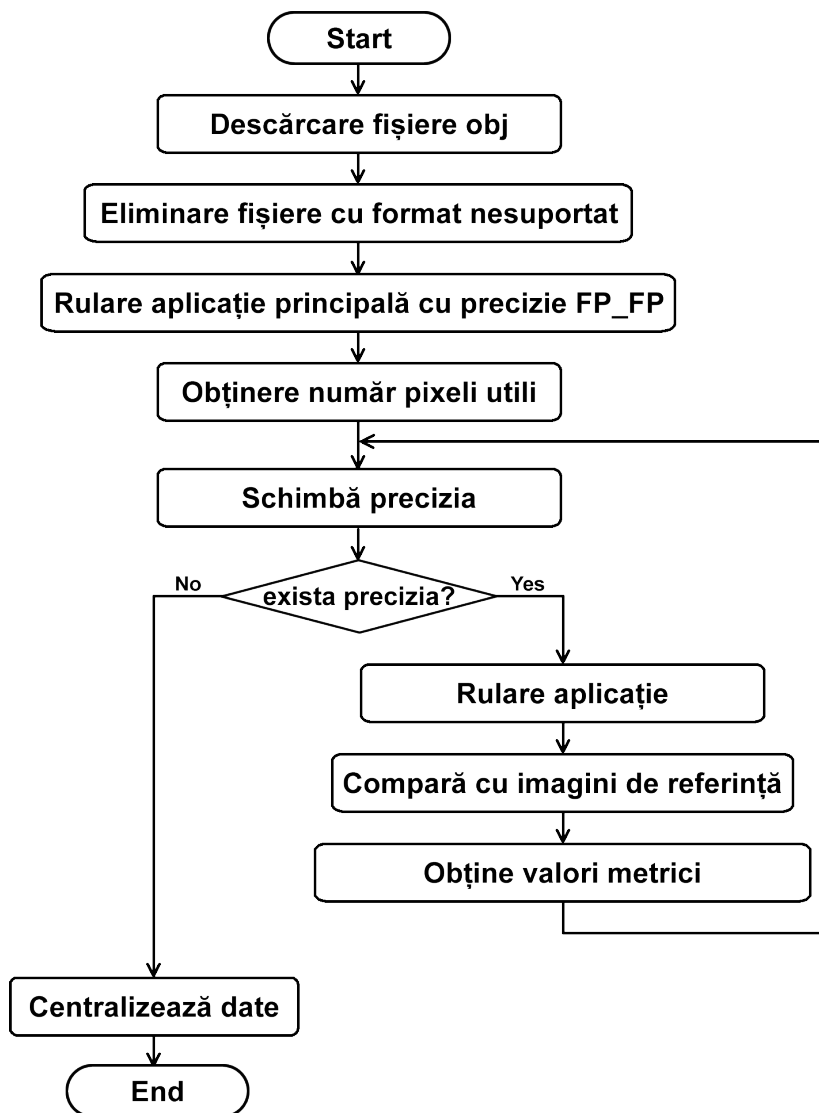 Start
Descărcare fișiere obj
Eliminare fișiere cu format nesuportat
Rulare aplicație principală cu precizie FP_FP
Obținere număr pixeli utili
Schimbă precizia
No
exista precizia?
Yes
Rulare aplicație
Compară cu imagini de referință
Obține valori metrici
Centralizează date
End